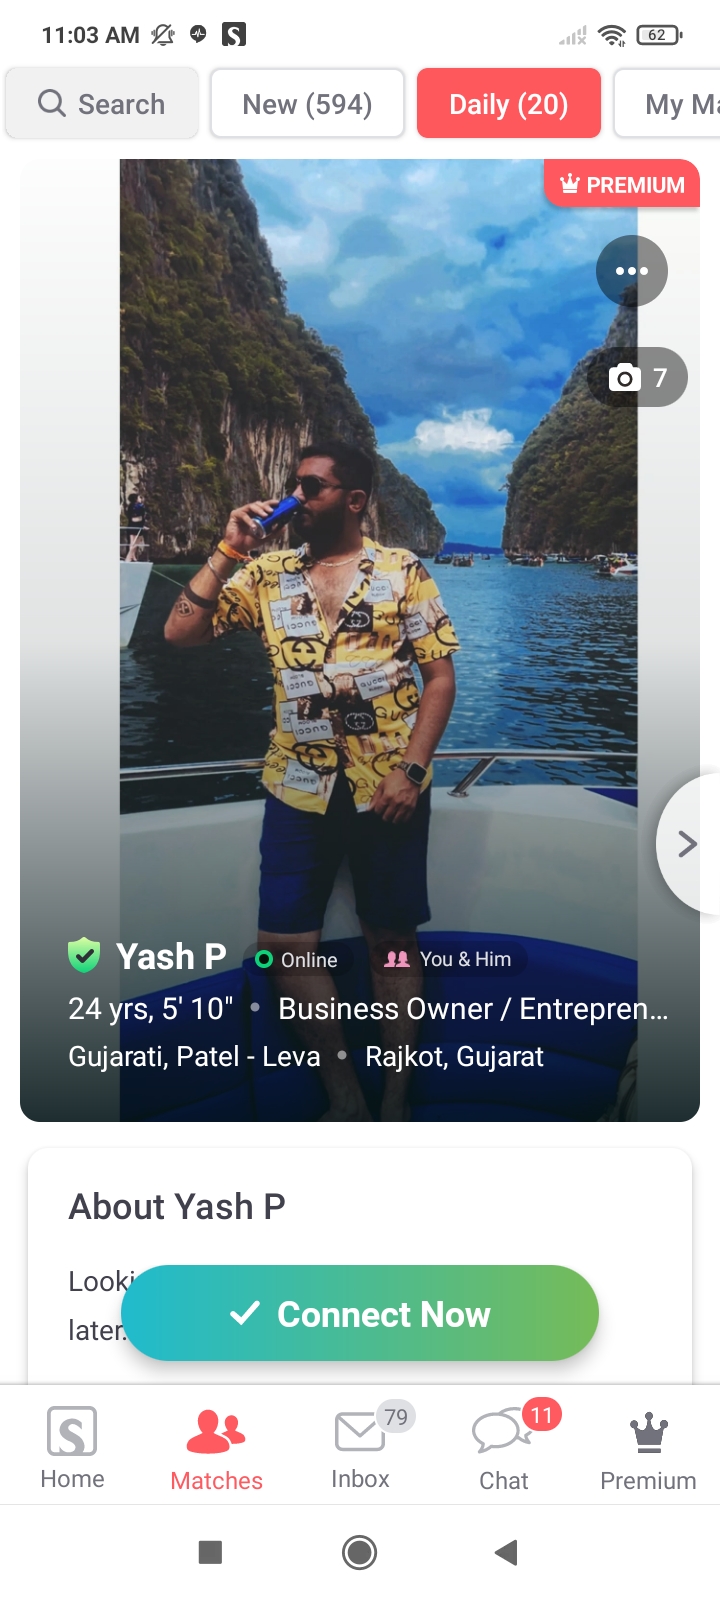 11:03 AM
62
Search
New (594)
Daily (20)
My Ma
PREMIUM
7
Yash P
Online
You & Him
24 yrs, 5' 10" • Business Owner / Entrepren...
Gujarati, Patel - Leva • Rajkot, Gujarat
About Yash P
Looki
later.
Connect Now
79
11
Home
Matches
Inbox
Chat
Premium